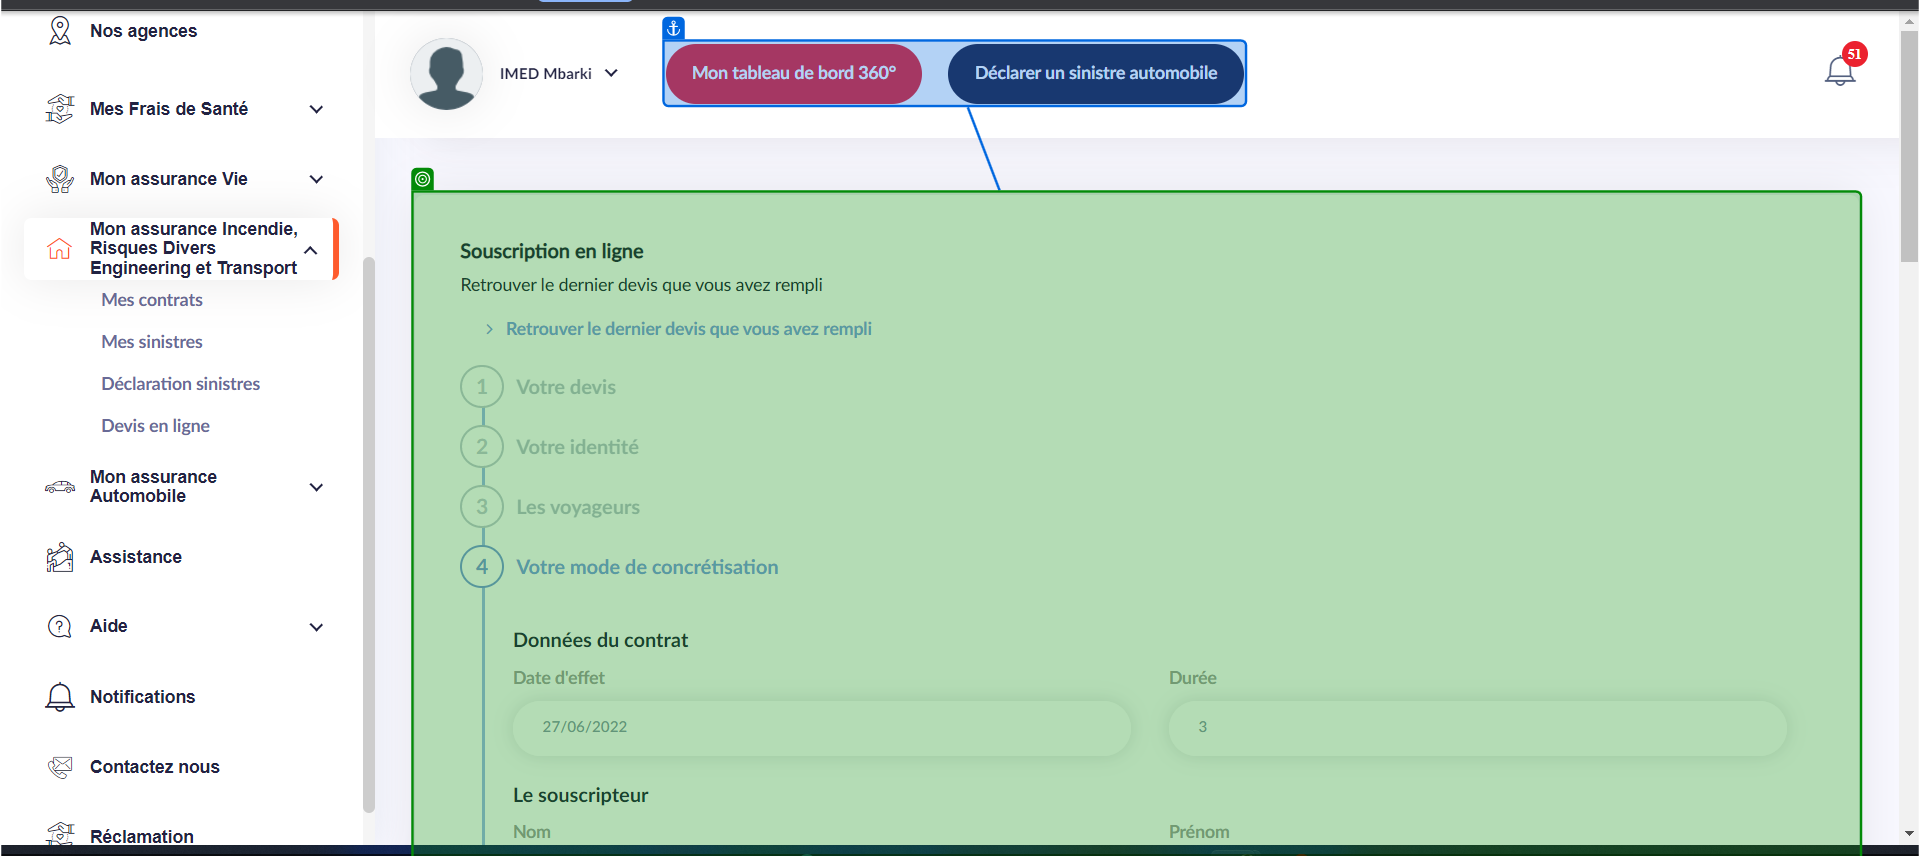 Nos agences
Mes Frais de Santé
Mon assurance Vie
Mon assurance Incendie,
Risques Divers
Engineering et Transport
Mes contrats
Mes sinistres
Déclaration sinistres
Devis en ligne
Mon assurance
Automobile
Assistance
Aide
Notifications
Contactez nous
Réclamation
IMED Mbarki
Mon tableau de bord 360°
Déclarer un sinistre automobile
51
Souscription en ligne
Retrouver le dernier devis que vous avez rempli
Retrouver le dernier devis que vous avez rempli
1 Votre devis
2 Votre identité
3 Les voyageurs
4 Votre mode de concrétisation
Données du contrat
Date d'effet Durée
27/06/2022 3
Le souscripteur
Nom Prénom